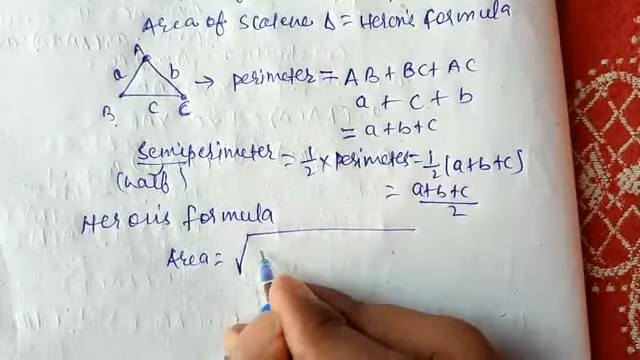 Area of scalene Δ = Heron's formula
A
a b → perimeter = AB + BC + AC
B C C
a + c + b
= a+b+c
Semiperimeter = 1/2 × perimeter = 1/2 (a+b+c)
(half) = a+b+c/2
Heron's formula
Area = √